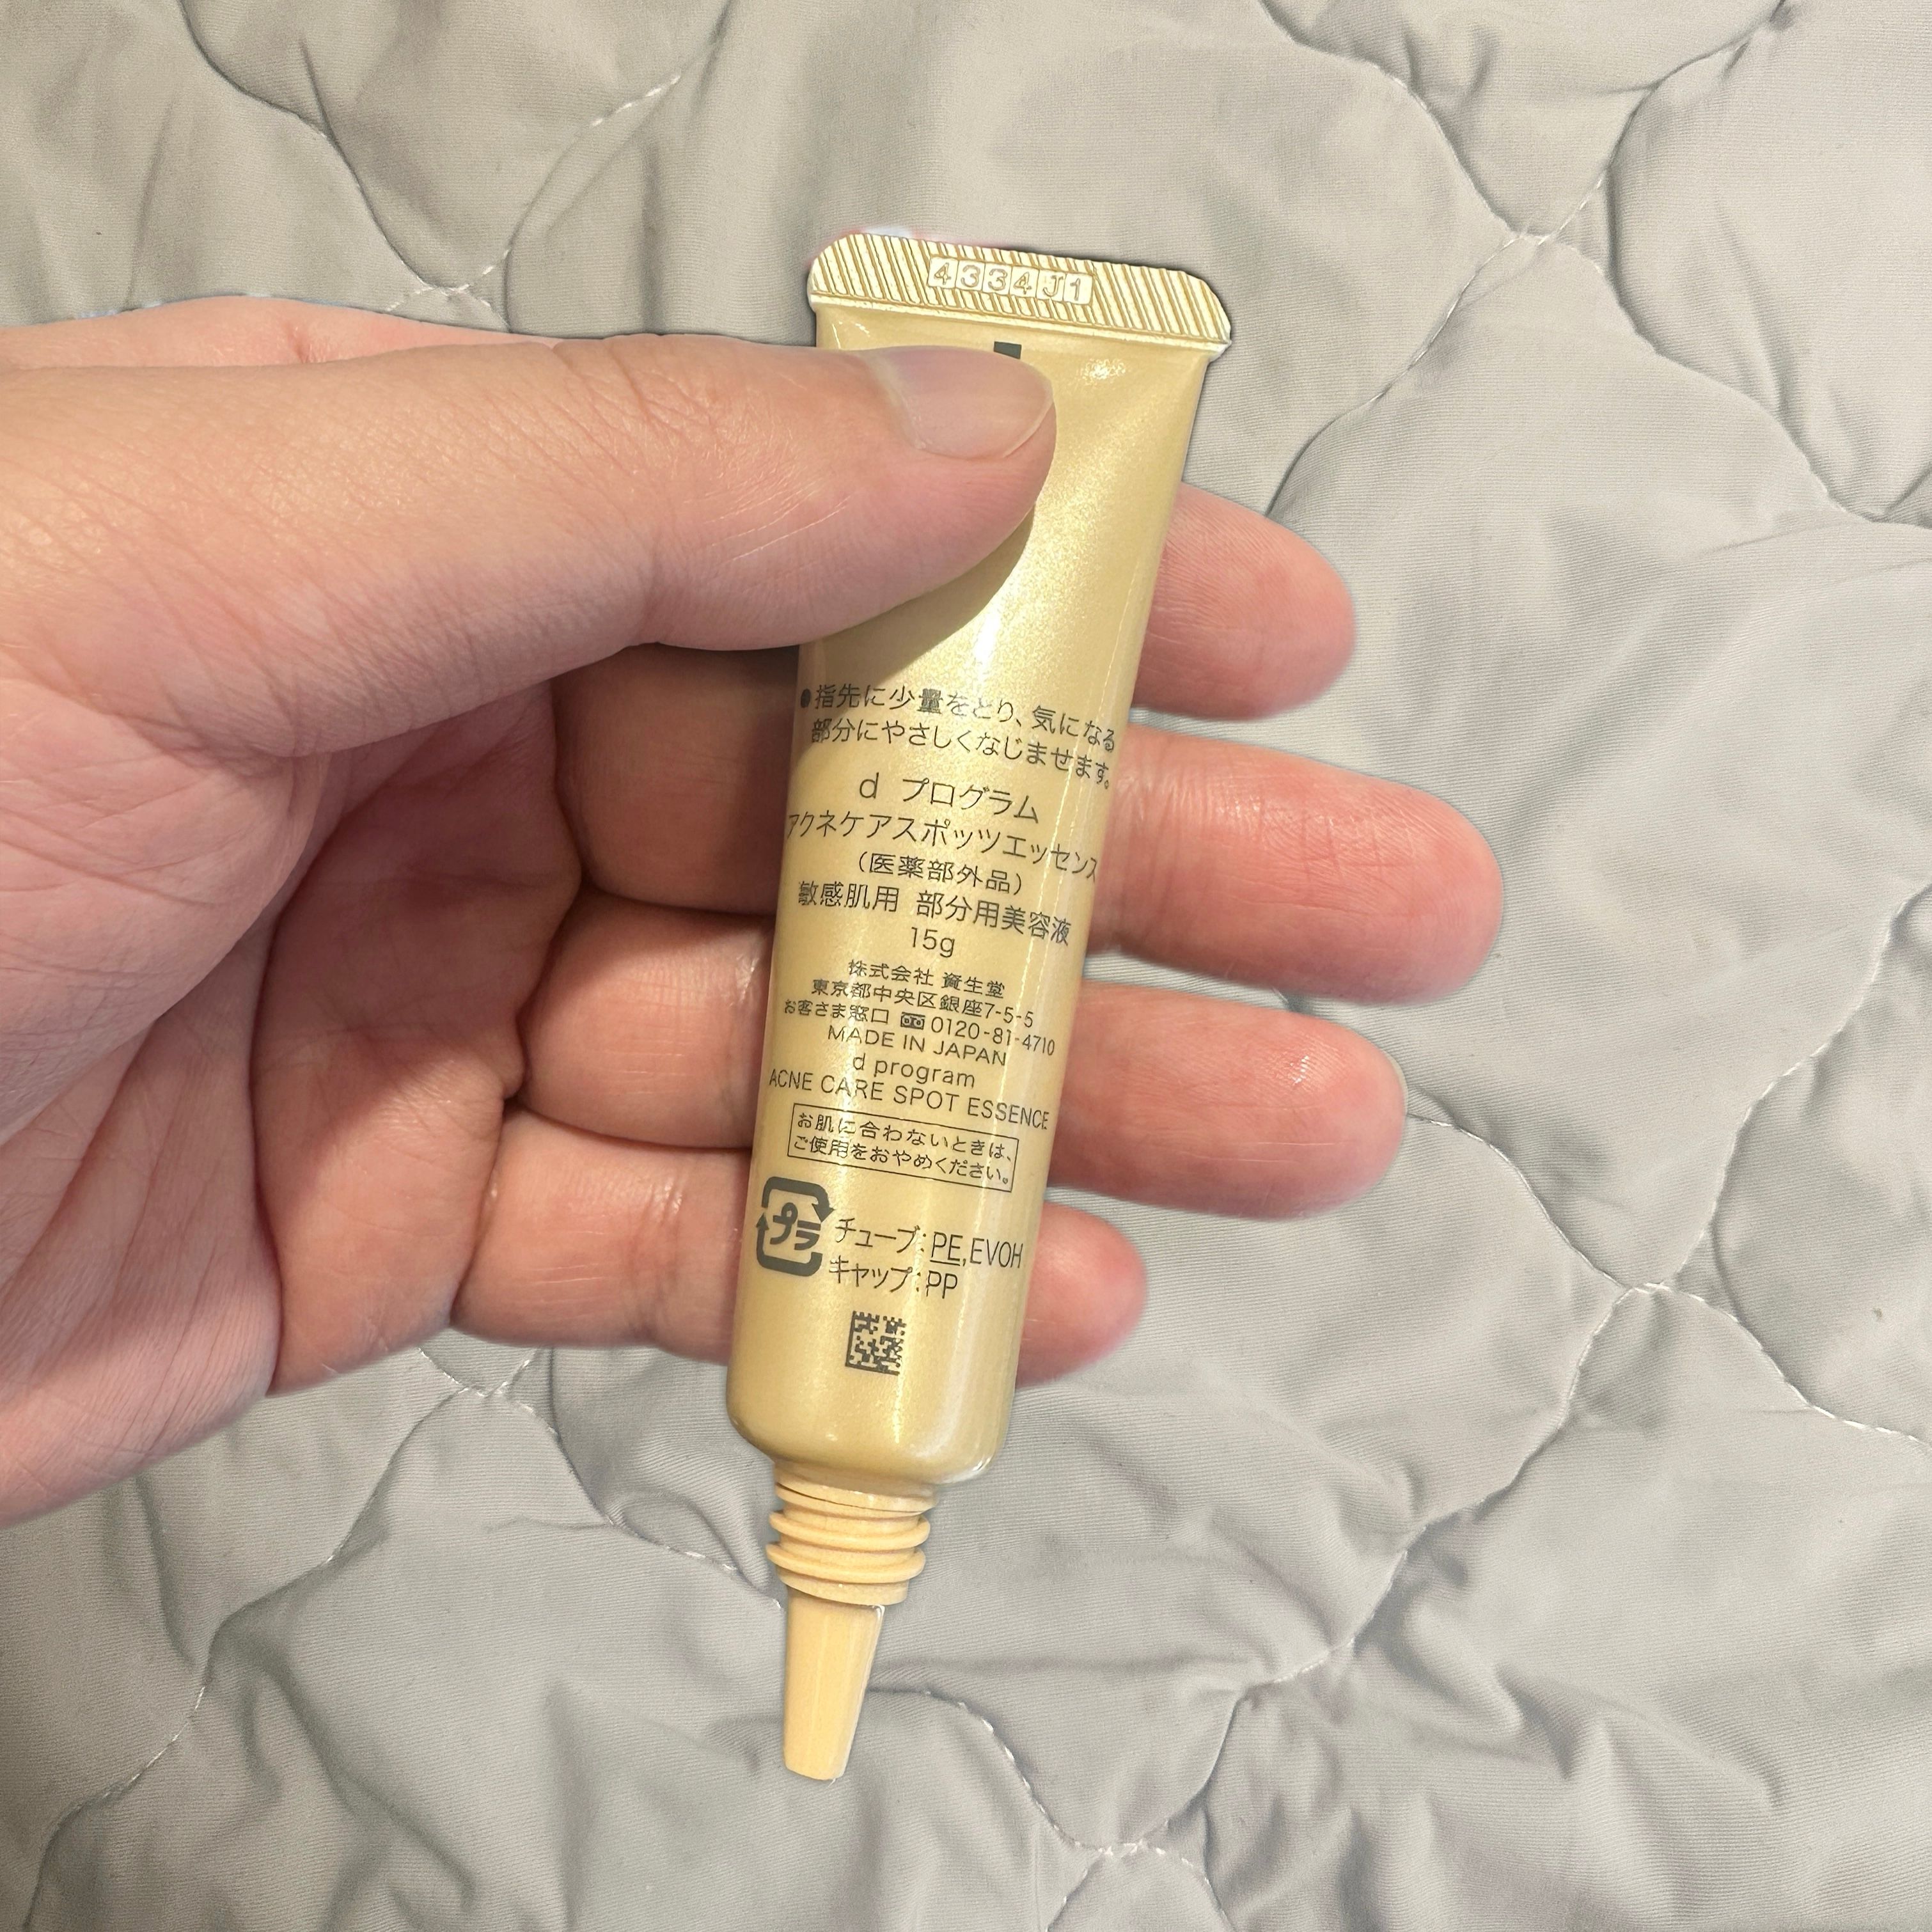 4334J1
●指先に少量をとり、気になる
部分にやさしくなじませます。
d プログラム
アクネケアスポッツエッセンス
(医薬部外品)
敏感肌用 部分用美容液
15g
株式会社 資生堂
東京都中央区銀座7-5-5
お客さま窓口 0120-81-4710
MADE IN JAPAN
d program
ACNE CARE SPOT ESSENCE
お肌に合わないときは、
ご使用をおやめください。
プラ チューブ:PE,EVOH
キャップ:PP